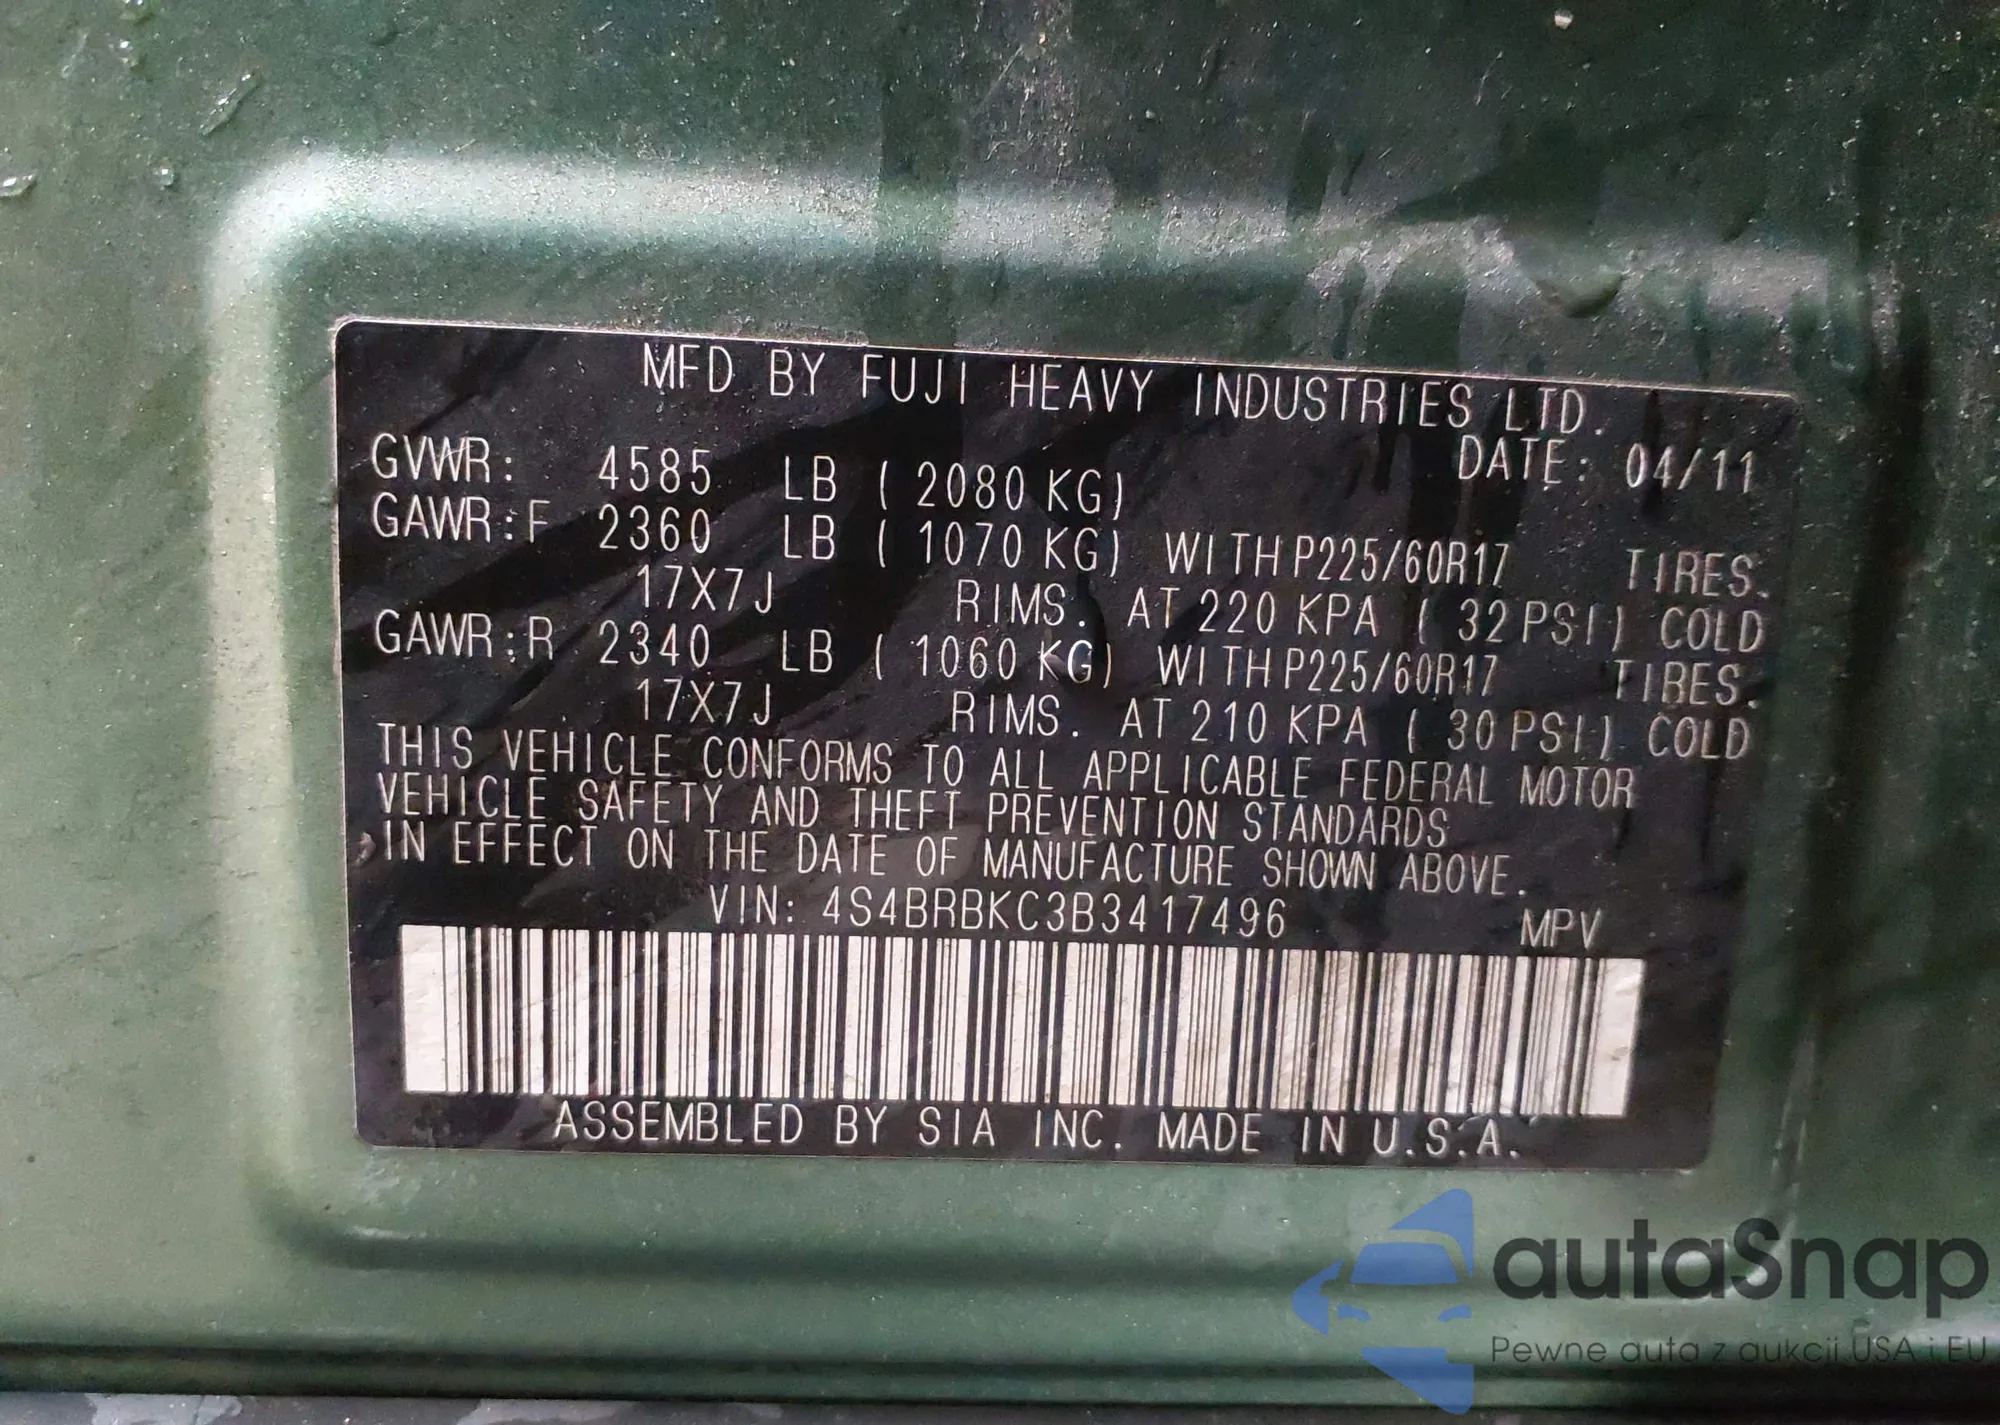 MFD BY FUJI HEAVY INDUSTRIES LTD.
DATE: 04/11
GVWR: 4585 LB ( 2080 KG)
GAWR:F 2360 LB ( 1070 KG) WITH P225/60R17 TIRES.
17X7J RIMS. AT 220 KPA ( 32 PSI) COLD
GAWR:R 2340 LB ( 1060 KG) WITH P225/60R17 TIRES.
17X7J RIMS. AT 210 KPA ( 30 PSI) COLD
THIS VEHICLE CONFORMS TO ALL APPLICABLE FEDERAL MOTOR
VEHICLE SAFETY AND THEFT PREVENTION STANDARDS
IN EFFECT ON THE DATE OF MANUFACTURE SHOWN ABOVE.
VIN: 4S4BRBKC3B3417496 MPV
ASSEMBLED BY SIA INC. MADE IN U.S.A.
autaSnap
Pewne auta z aukcji USA i EU